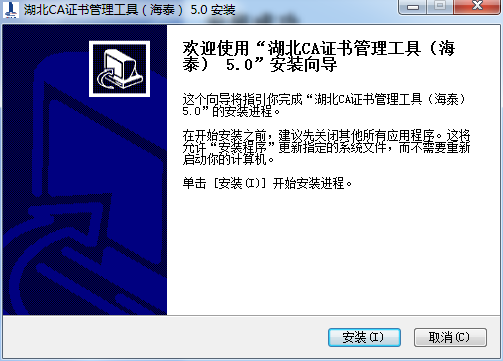 湖北CA证书管理工具（海泰） 5.0 安装
欢迎使用“湖北CA证书管理工具（海
泰） 5.0”安装向导
这个向导将指引你完成“湖北CA证书管理工具（海泰）
5.0”的安装进程。
在开始安装之前，建议先关闭其他所有应用程序。这将
允许“安装程序”更新指定的系统文件，而不需要重新
启动你的计算机。
单击 [安装(I)] 开始安装进程。
安装(I)
取消(C)